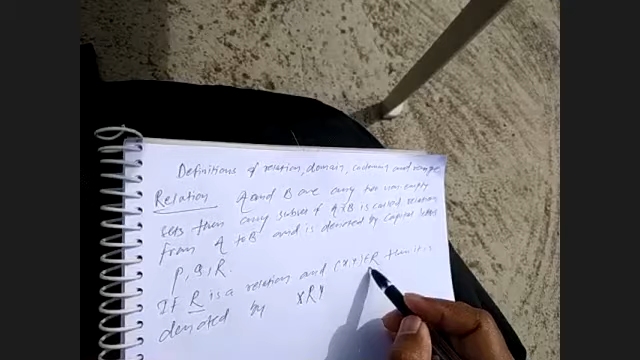 Definitions of relation, domain, codomain and range
Relation A and B are any two non-empty
sets then any subset of A×B is called relation
from A to B and is denoted by capital letter
P, Q, R.
If R is a relation and (x,y)∈R then it is
denoted by xRy